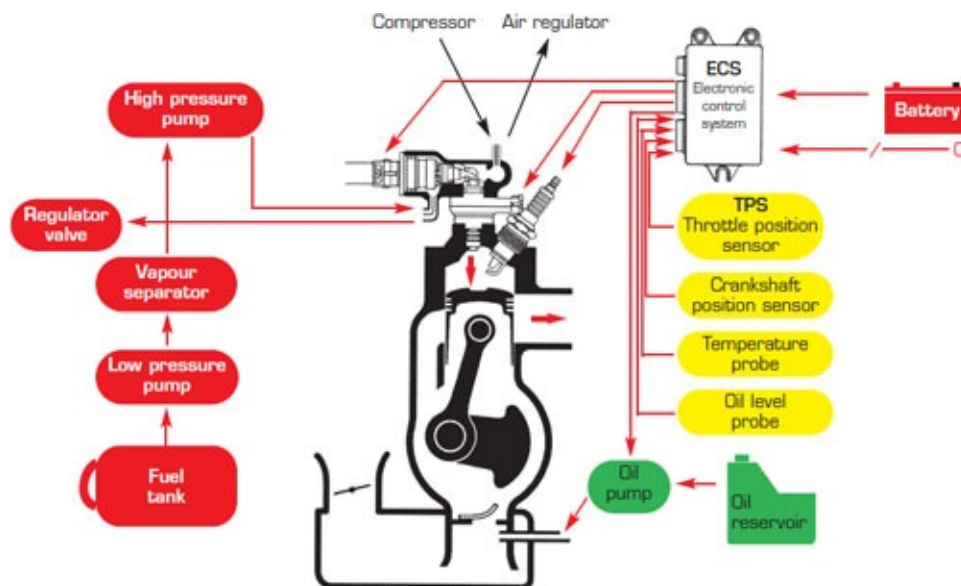 Compressor
Air regulator
ECS
Electronic
control
system
Battery
High pressure
pump
Regulator
valve
Vapour
separator
Low pressure
pump
Fuel
tank
TPS
Throttle position
sensor
Crankshaft
position sensor
Temperature
probe
Oil level
probe
Oil
pump
Oil
reservoir